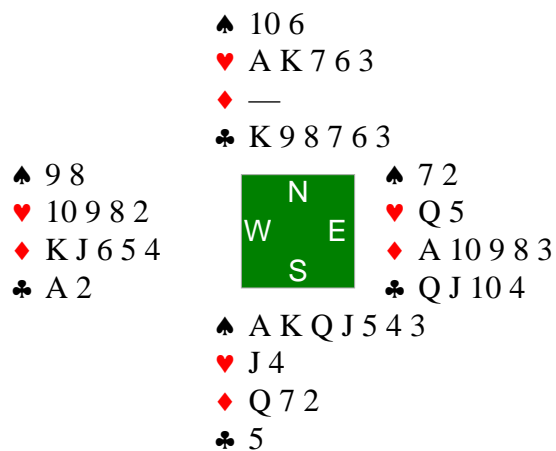 ♠ 10 6
♥ A K 7 6 3
♦ —
♣ K 9 8 7 6 3
♠ 9 8
♥ 10 9 8 2
♦ K J 6 5 4
♣ A 2
N
W E
S
♠ 7 2
♥ Q 5
♦ A 10 9 8 3
♣ Q J 10 4
♠ A K Q J 5 4 3
♥ J 4
♦ Q 7 2
♣ 5